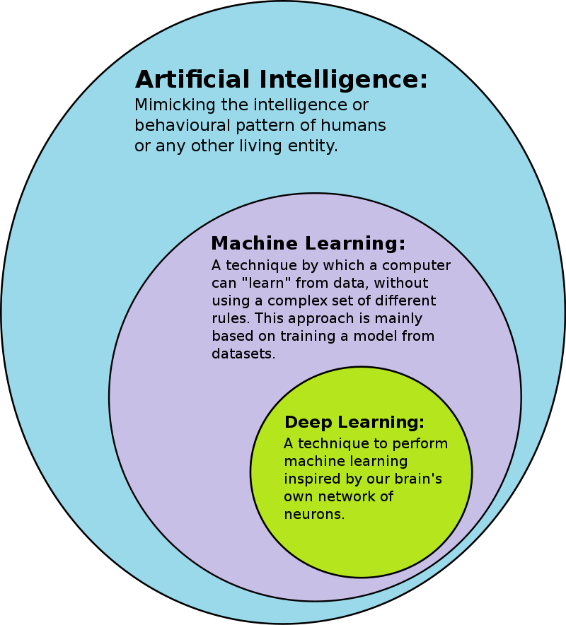 Artificial Intelligence:
Mimicking the intelligence or
behavioural pattern of humans
or any other living entity.
Machine Learning:
A technique by which a computer
can "learn" from data, without
using a complex set of different
rules. This approach is mainly
based on training a model from
datasets.
Deep Learning:
A technique to perform
machine learning
inspired by our brain's
own network of
neurons.